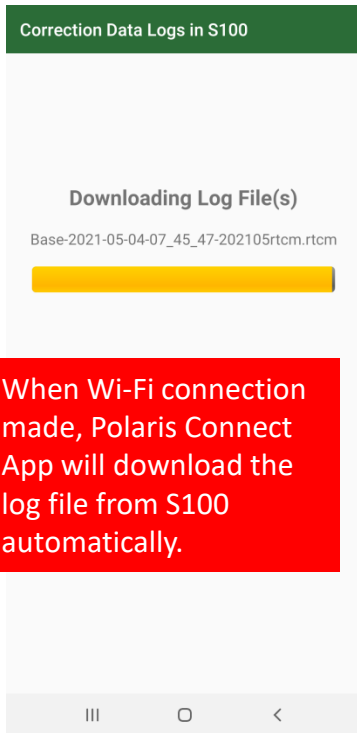 Correction Data Logs in S100
Downloading Log File(s)
Base-2021-05-04-07_45_47-202105rtcm.rtcm
When Wi-Fi connection
made, Polaris Connect
App will download the
log file from S100
automatically.